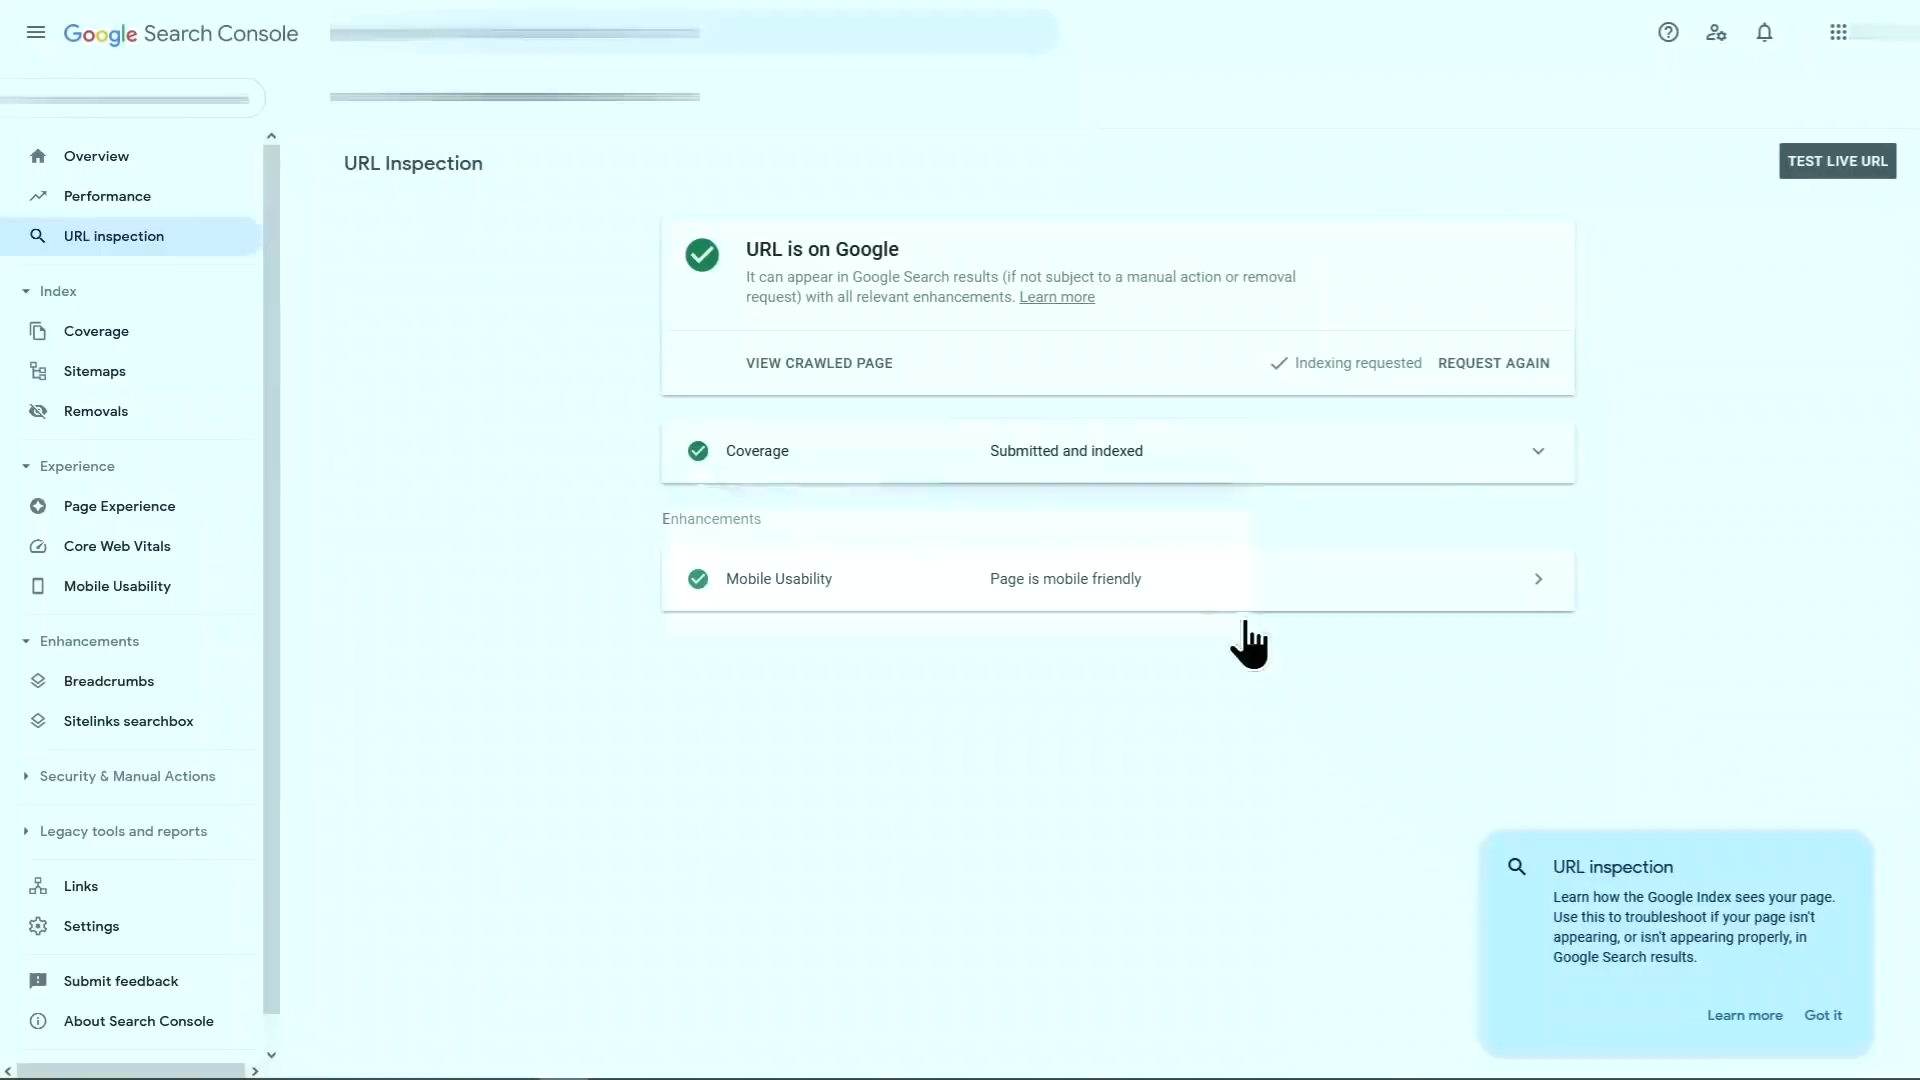 Google Search Console
Overview
Performance
URL inspection
Index
Coverage
Sitemaps
Removals
Experience
Page Experience
Core Web Vitals
Mobile Usability
Enhancements
Breadcrumbs
Sitelinks searchbox
Security & Manual Actions
Legacy tools and reports
Links
Settings
Submit feedback
About Search Console
URL Inspection
TEST LIVE URL
URL is on Google
It can appear in Google Search results (if not subject to a manual action or removal
request) with all relevant enhancements. Learn more
VIEW CRAWLED PAGE
Indexing requested
REQUEST AGAIN
Coverage
Submitted and indexed
Enhancements
Mobile Usability
Page is mobile friendly
URL inspection
Learn how the Google Index sees your page.
Use this to troubleshoot if your page isn't
appearing, or isn't appearing properly, in
Google Search results.
Learn more
Got it